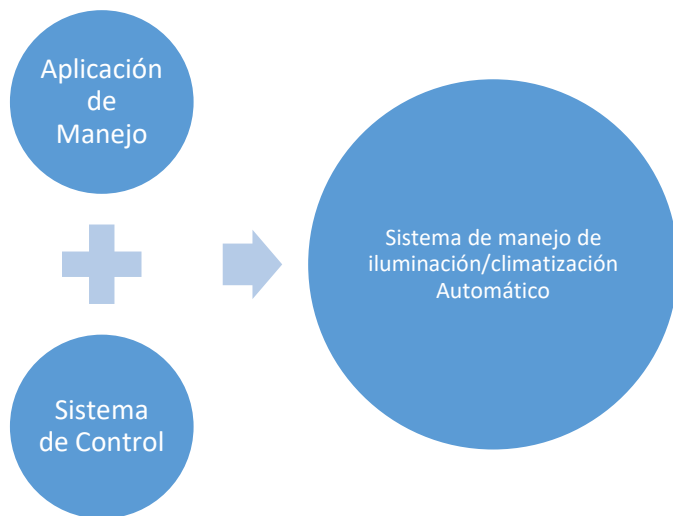 Aplicación
de
Manejo
Sistema
de Control
Sistema de manejo de
iluminación/climatización
Automático